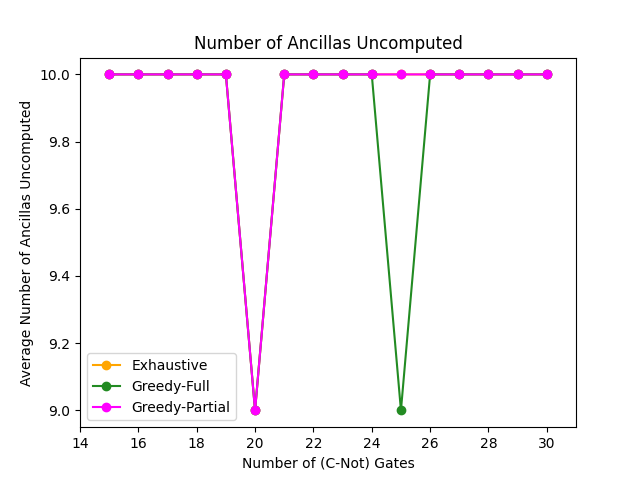 Number of Ancillas Uncomputed
Average Number of Ancillas Uncomputed
10.0
9.8
9.6
9.4
9.2
9.0
Exhaustive
Greedy-Full
Greedy-Partial
14 16 18 20 22 24 26 28 30
Number of (C-Not) Gates